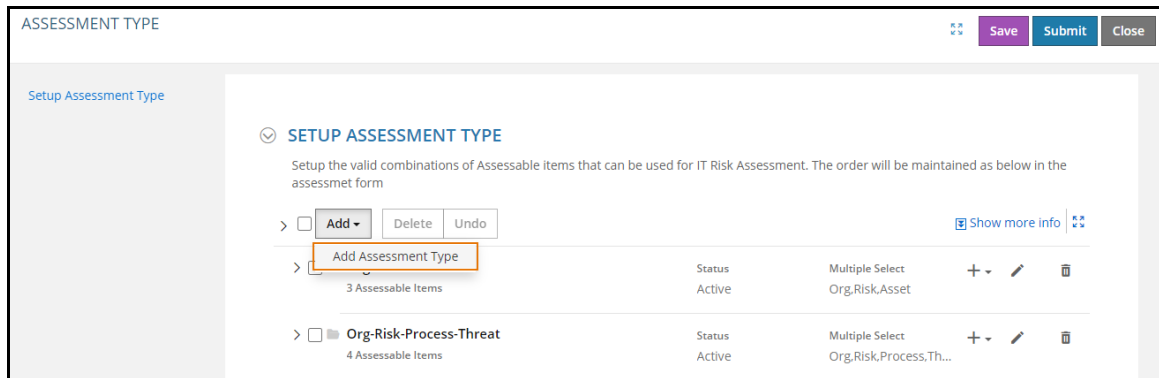 ASSESSMENT TYPE
Save Submit Close
Setup Assessment Type
SETUP ASSESSMENT TYPE
Setup the valid combinations of Assessable items that can be used for IT Risk Assessment. The order will be maintained as below in the
assessmet form
Add Delete Undo Show more info
Add Assessment Type
Status Multiple Select
3 Assessable Items Active Org,Risk,Asset
Org-Risk-Process-Threat Status Multiple Select
4 Assessable Items Active Org,Risk,Process,Th...